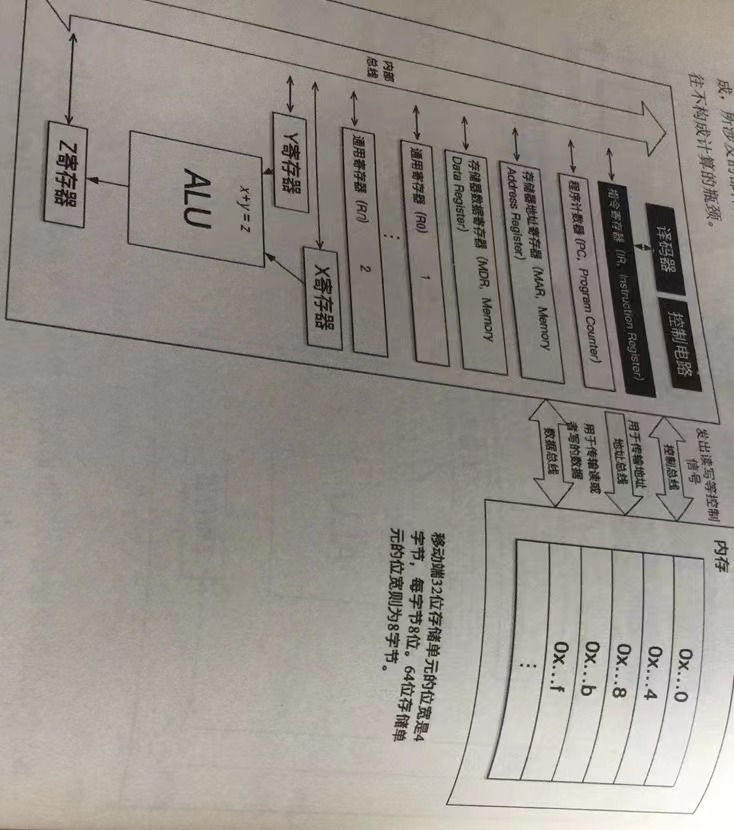 成，所涉及的部件
往不构成计算的瓶颈。
译码器
控制电路
指令寄存器（IR, Instruction Register）
程序计数器 (PC, Program Counter)
存储器地址寄存器（MAR, Memory
Address Register)
存储器数据寄存器（MDR, Memory
Data Register)
通用寄存器（R0） 1
⋮
通用寄存器（R/） 2
内部
总线
X寄存器
Y寄存器
x+y=z
ALU
Z寄存器
发出读写等控制
信号
控制总线
用于传输地址
地址总线
用于传输读或
者写的数据
数据总线
内存
0x…0
0x…4
0x…8
0x…b
0x…f
⋮
移动端32位存储单元的位宽是4
字节，每字节8位。64位存储单
元的位宽则为8字节。